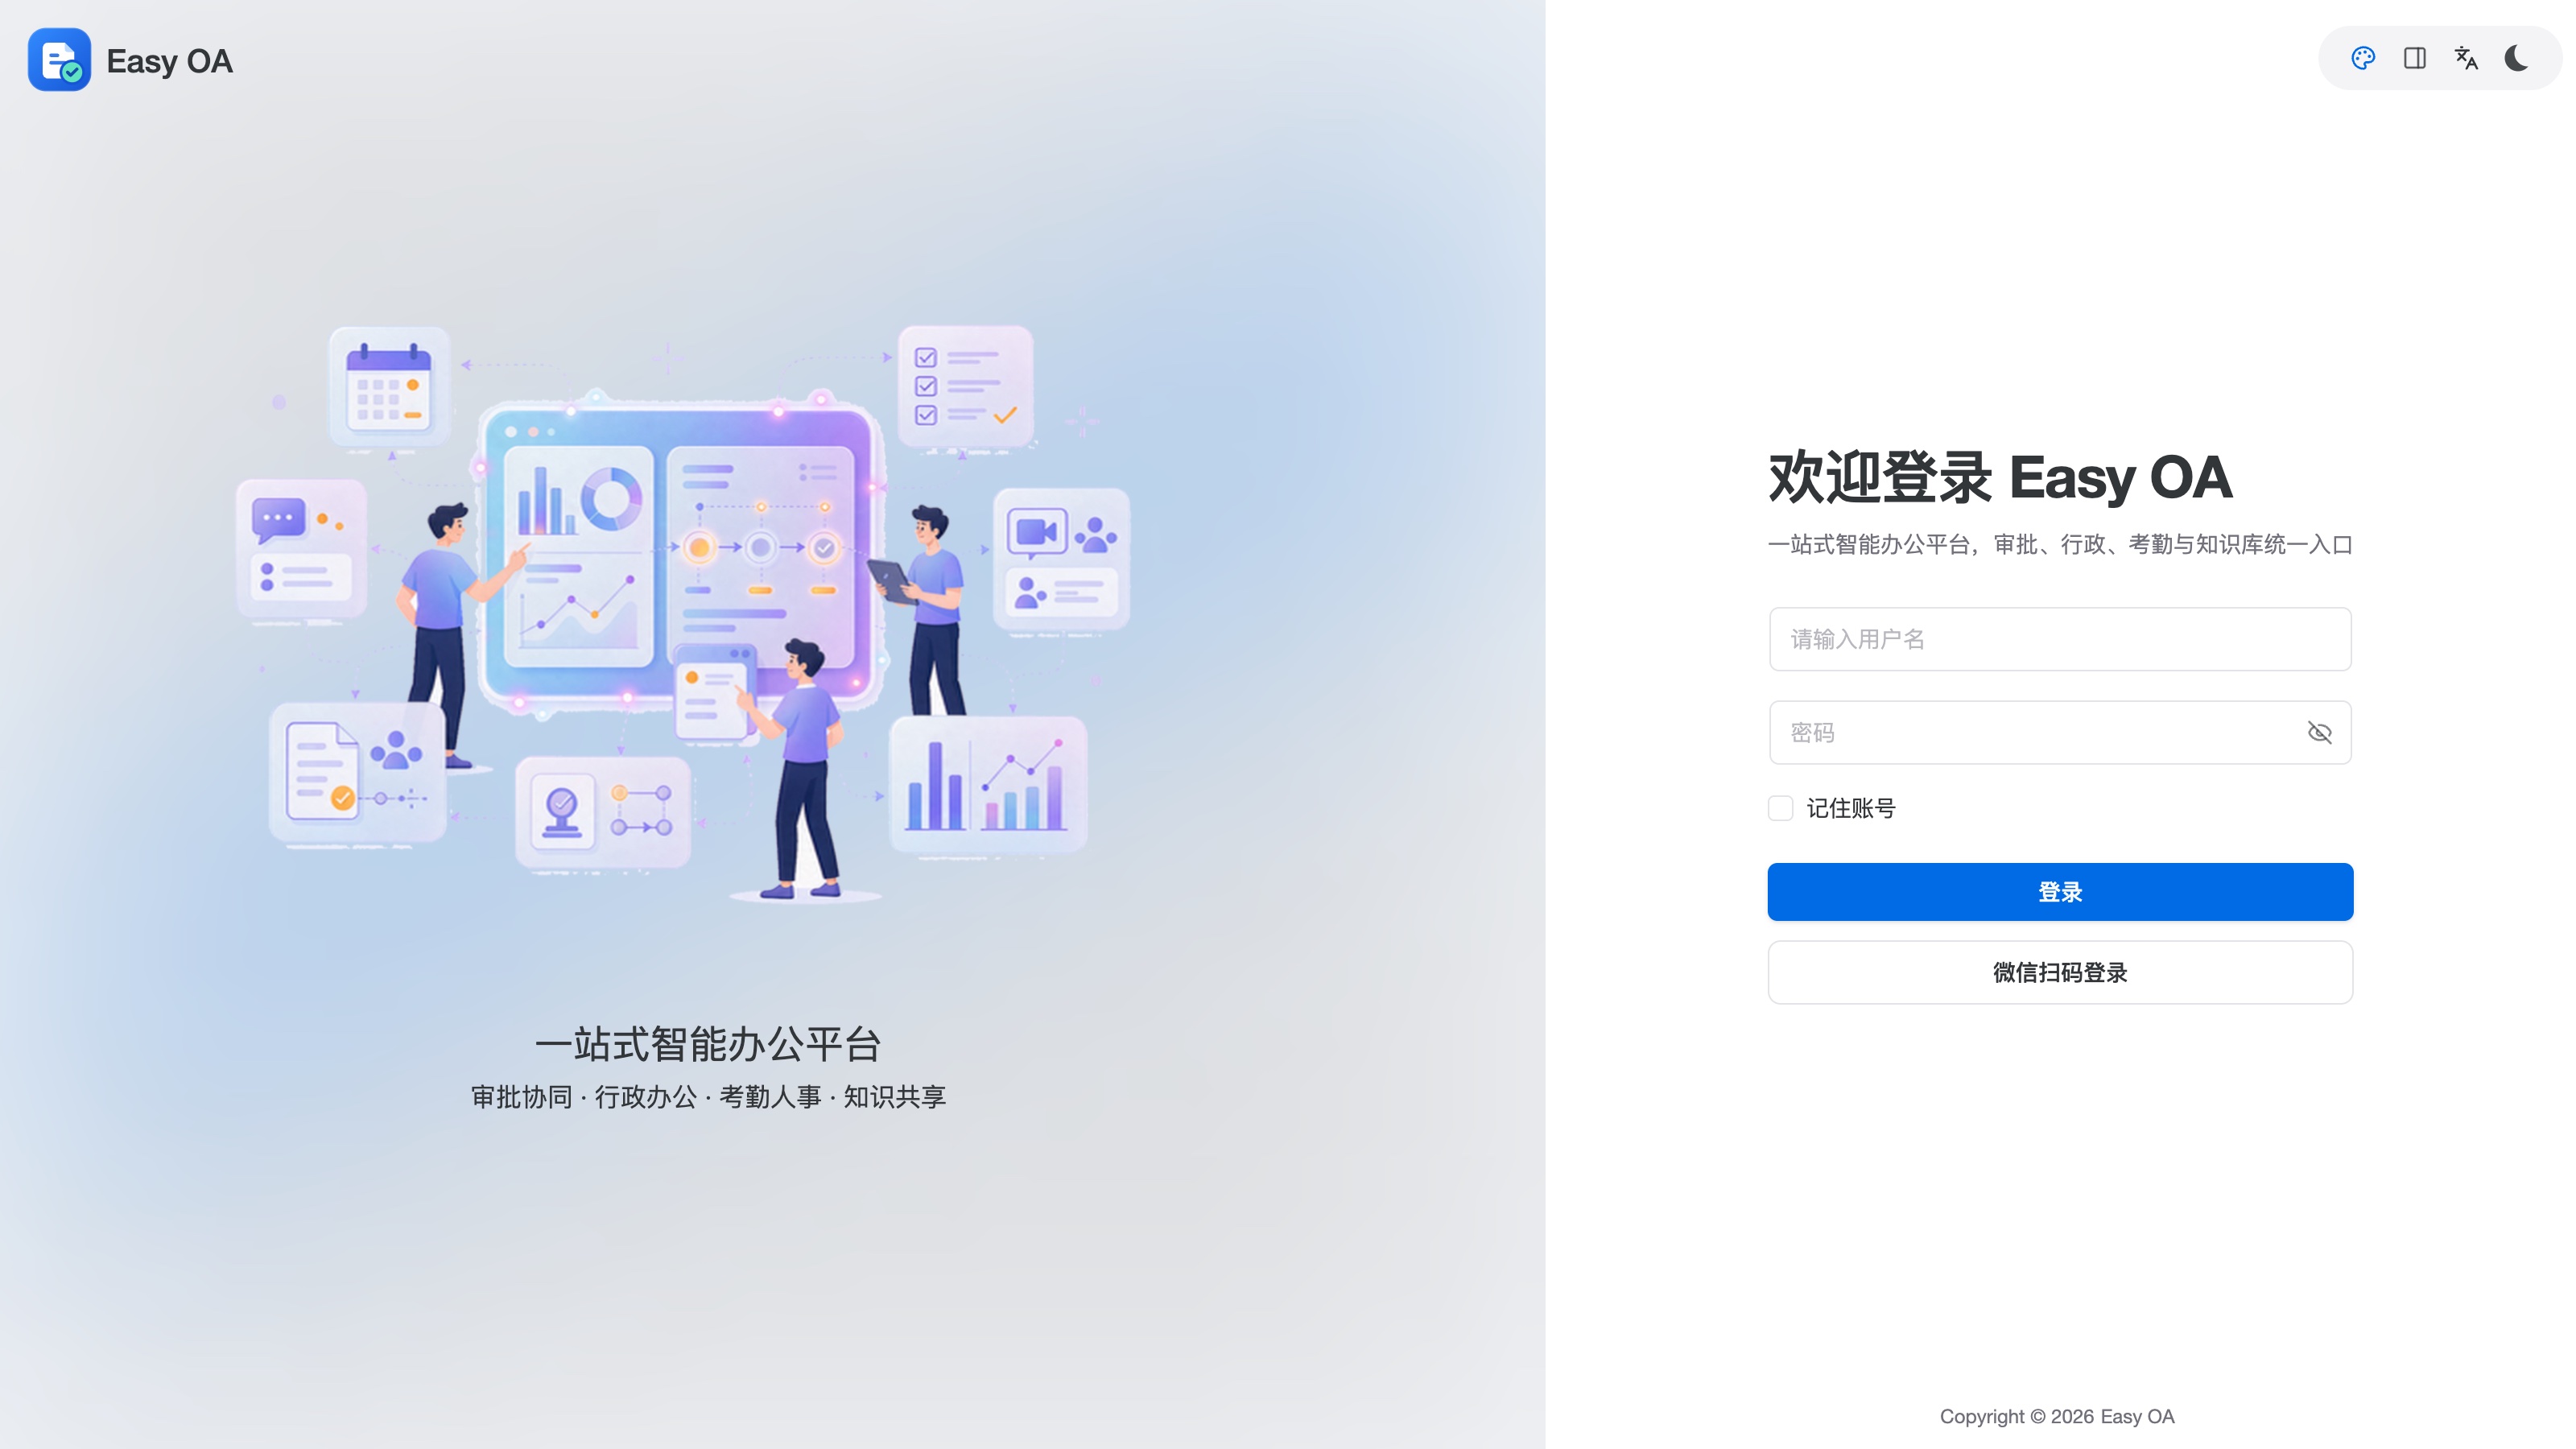 Easy OA
一站式智能办公平台
审批协同 · 行政办公 · 考勤人事 · 知识共享
欢迎登录 Easy OA
一站式智能办公平台，审批、行政、考勤与知识库统一入口
请输入用户名
密码
记住账号
登录
微信扫码登录
Copyright © 2026 Easy OA